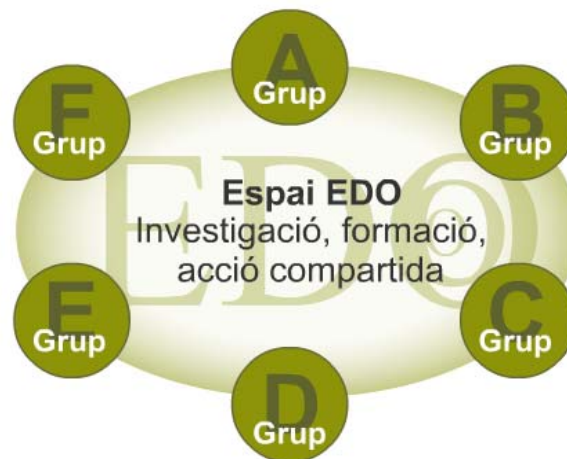 A
Grup
F
Grup
B
Grup
EDO
Espai EDO
Investigació, formació,
acció compartida
E
Grup
C
Grup
D
Grup